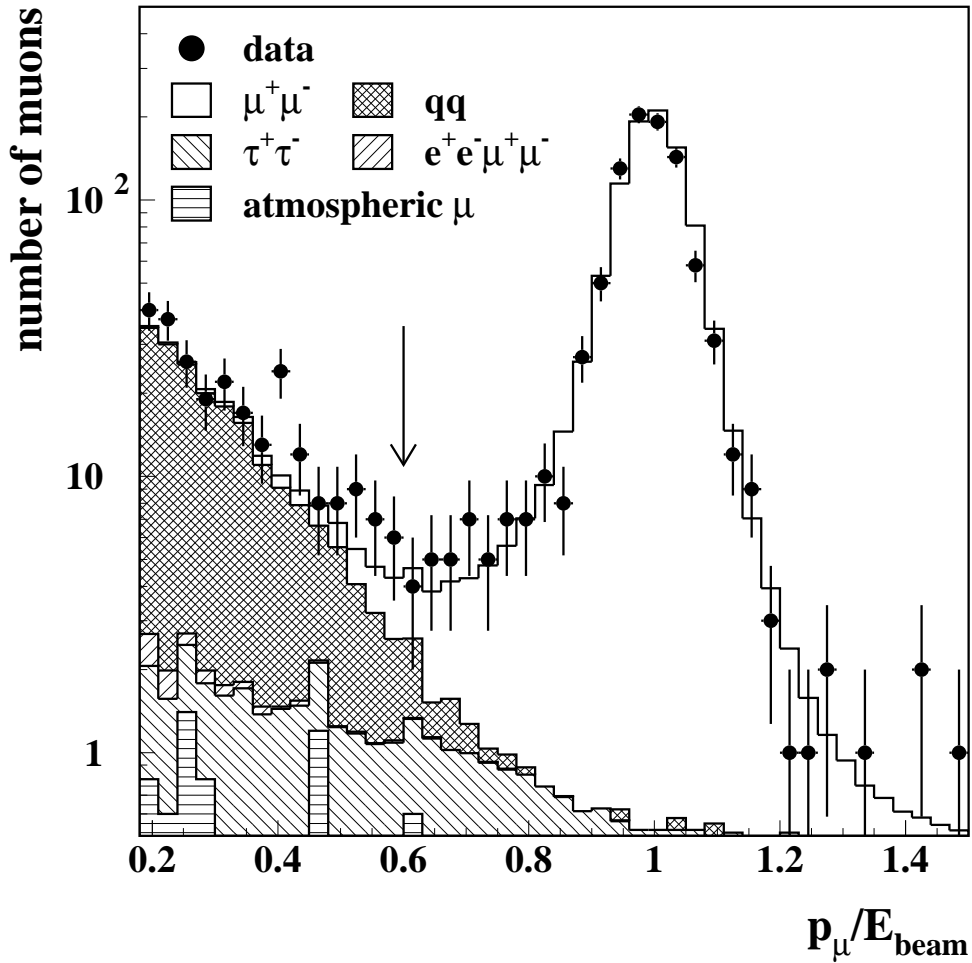 number of muons
data
μ⁺μ⁻ qq
τ⁺τ⁻ e⁺e⁻μ⁺μ⁻
atmospheric μ
10²
10
1
0.2 0.4 0.6 0.8 1 1.2 1.4
p_μ/E_beam